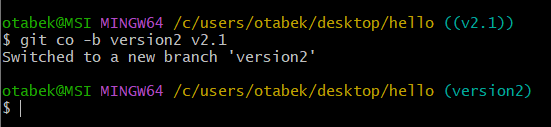 otabek@MSI MINGW64 /c/users/otabek/desktop/hello ((v2.1))
$ git co -b version2 v2.1
Switched to a new branch 'version2'
otabek@MSI MINGW64 /c/users/otabek/desktop/hello (version2)
$